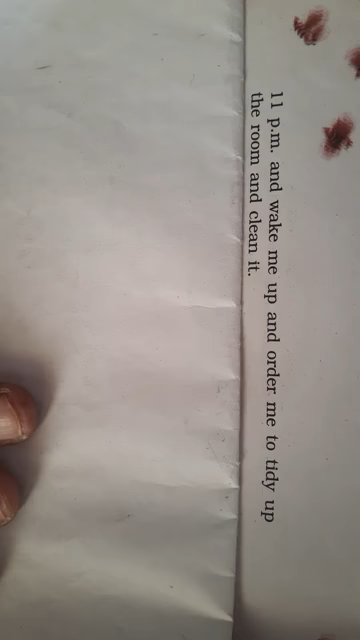 11 p.m. and wake me up and order me to tidy up
the room and clean it.